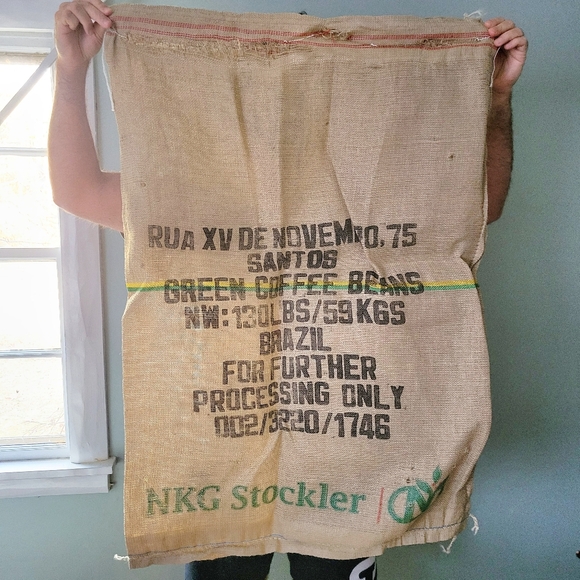 RUA XV DE NOVEMBRO, 75
SANTOS
GREEN COFFEE BEANS
NW: 130LBS/59KGS
BRAZIL
FOR FURTHER
PROCESSING ONLY
002/3220/1746
NKG Stockler